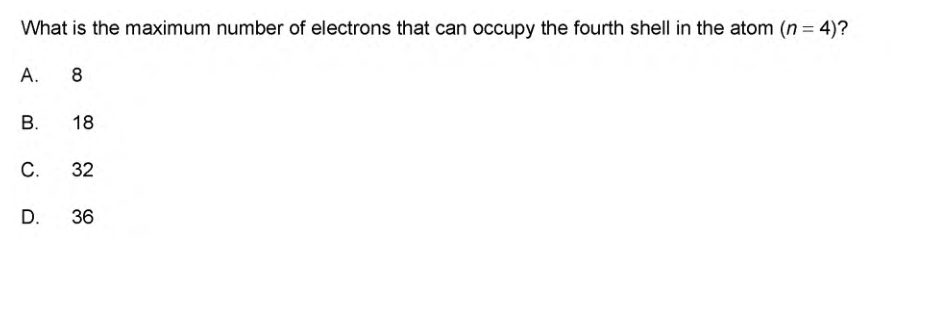 What is the maximum number of electrons that can occupy the fourth shell in the atom (n = 4)?
A. 8
B. 18
C. 32
D. 36